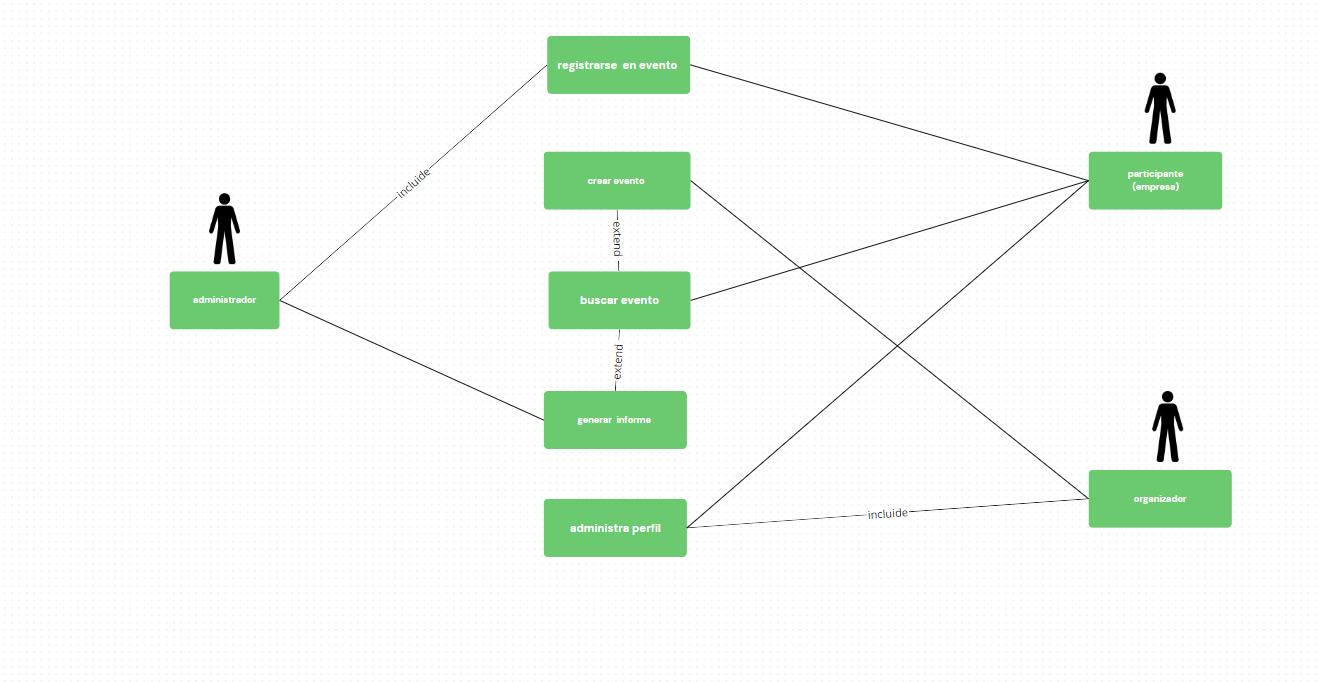 registrarse en evento
incluide
crear evento
participante
(empresa)
extend
administrador
buscar evento
extend
generar informe
organizador
incluide
administra perfil